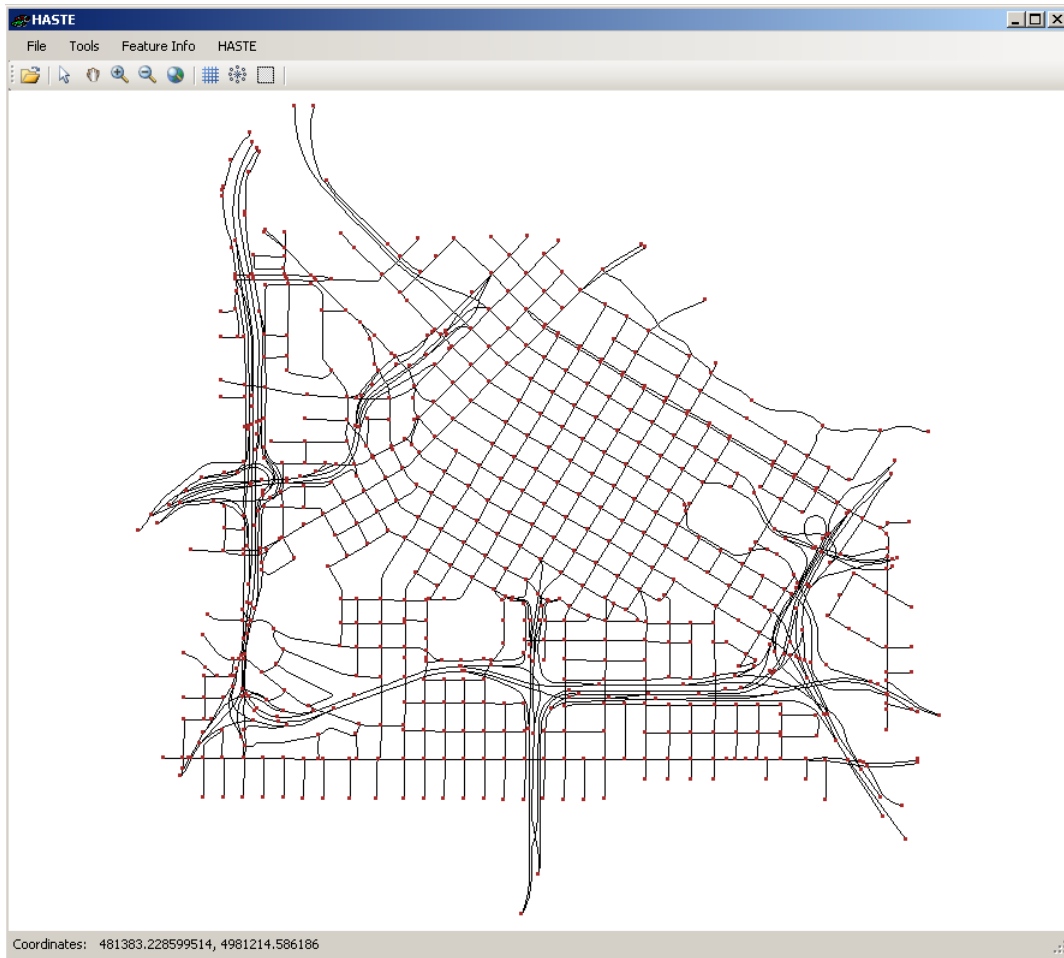 HASTE
File Tools Feature Info HASTE
Coordinates: 481383.228599514, 4981214.586186